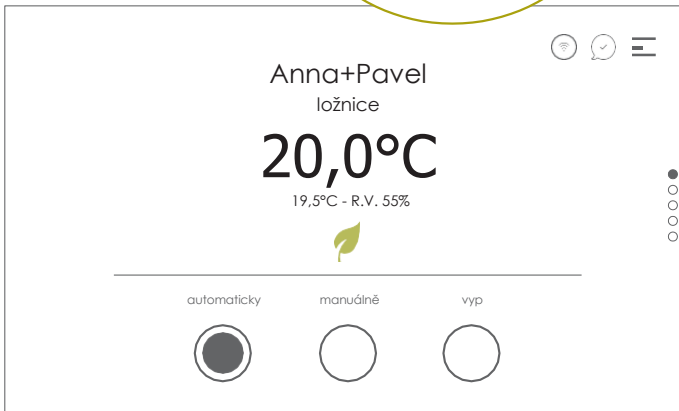 Anna+Pavel
ložnice
20,0°C
19,5°C - R.V. 55%
automaticky manuálně vyp